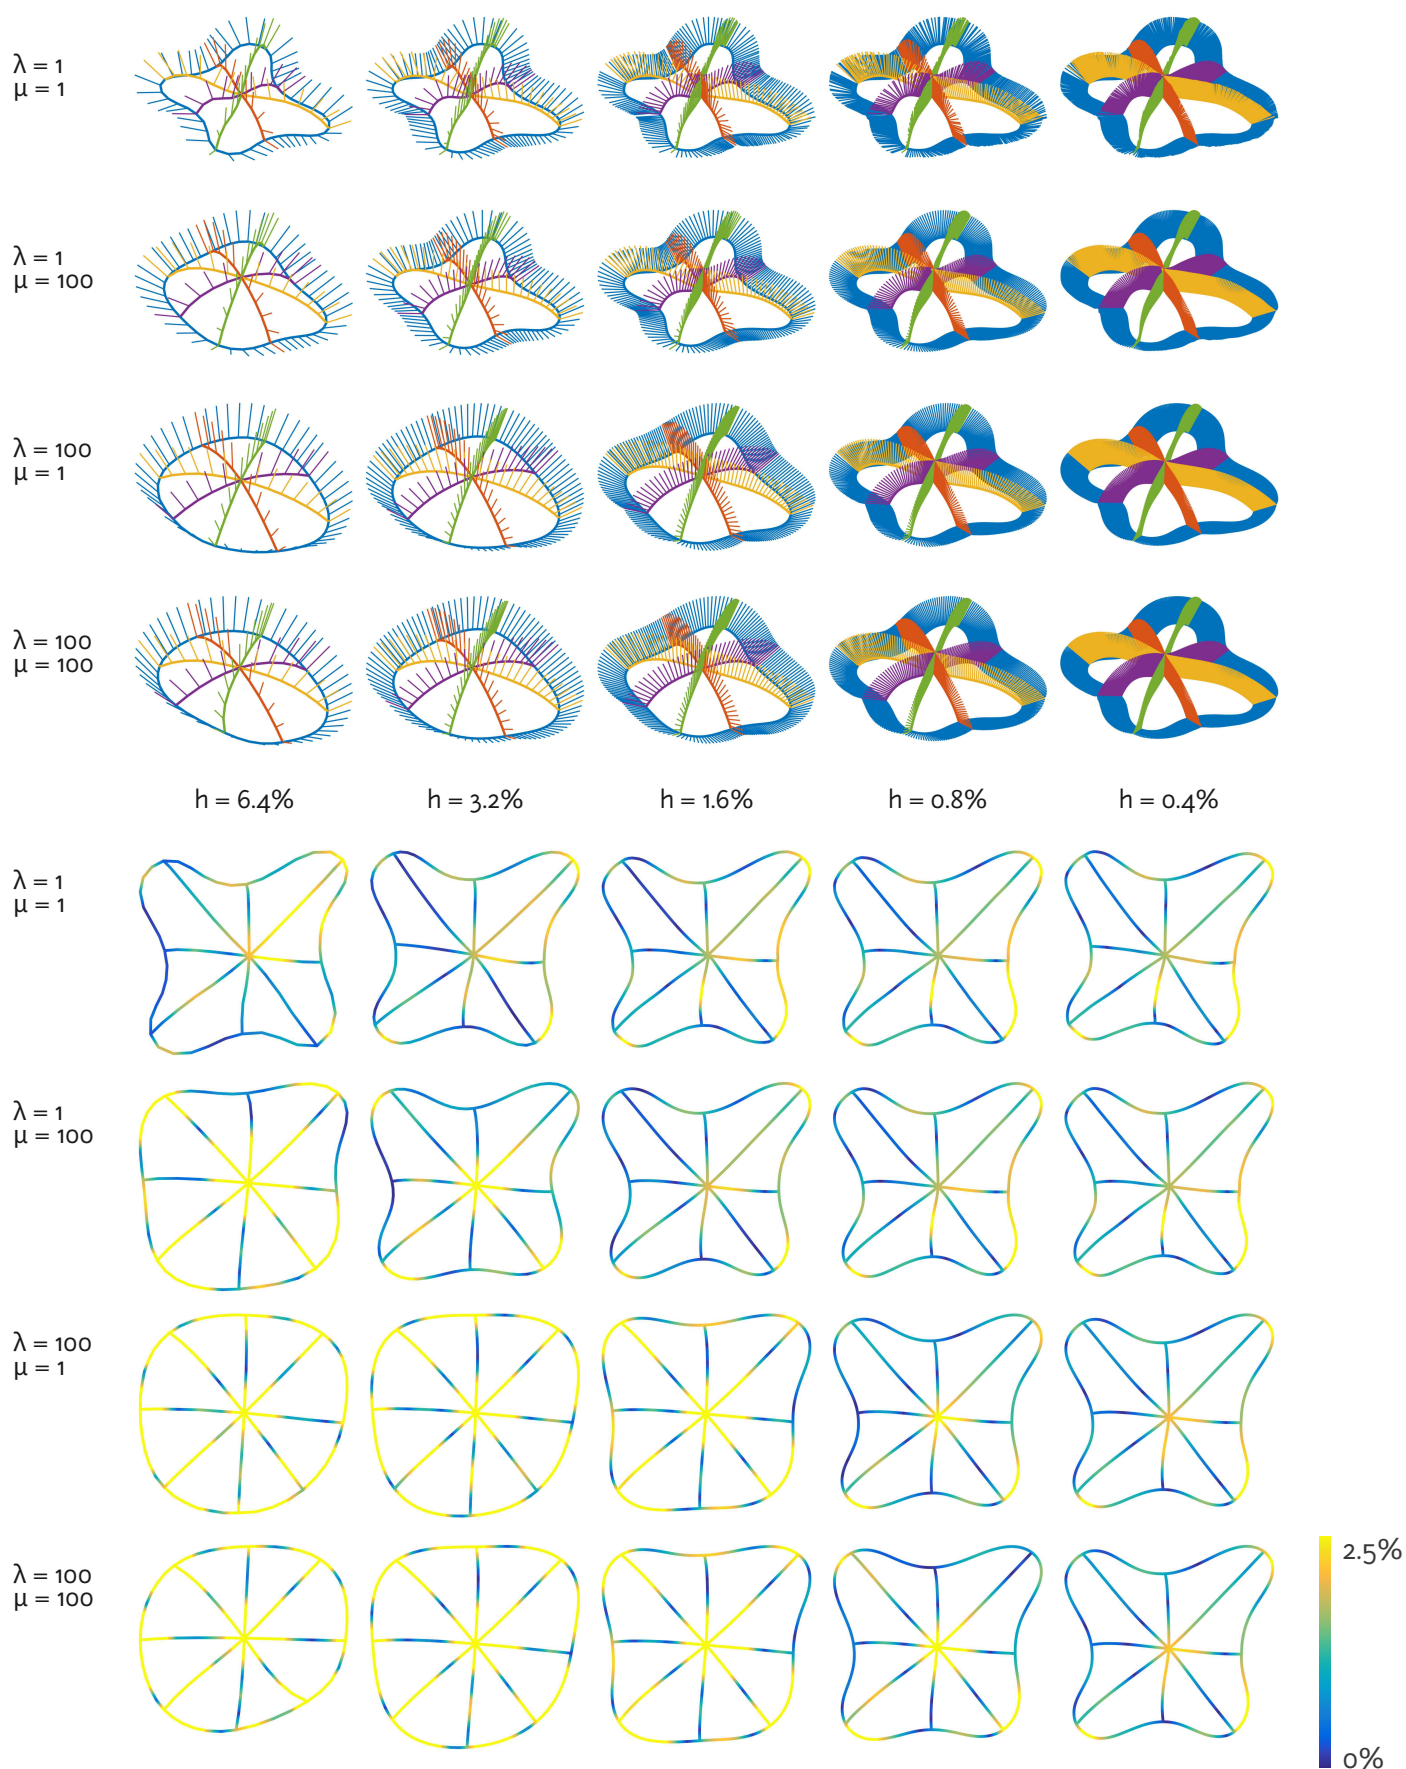 λ = 1
μ = 1
λ = 1
μ = 100
λ = 100
μ = 1
λ = 100
μ = 100
h = 6.4%
h = 3.2%
h = 1.6%
h = 0.8%
h = 0.4%
λ = 1
μ = 1
λ = 1
μ = 100
λ = 100
μ = 1
λ = 100
μ = 100
2.5%
0%